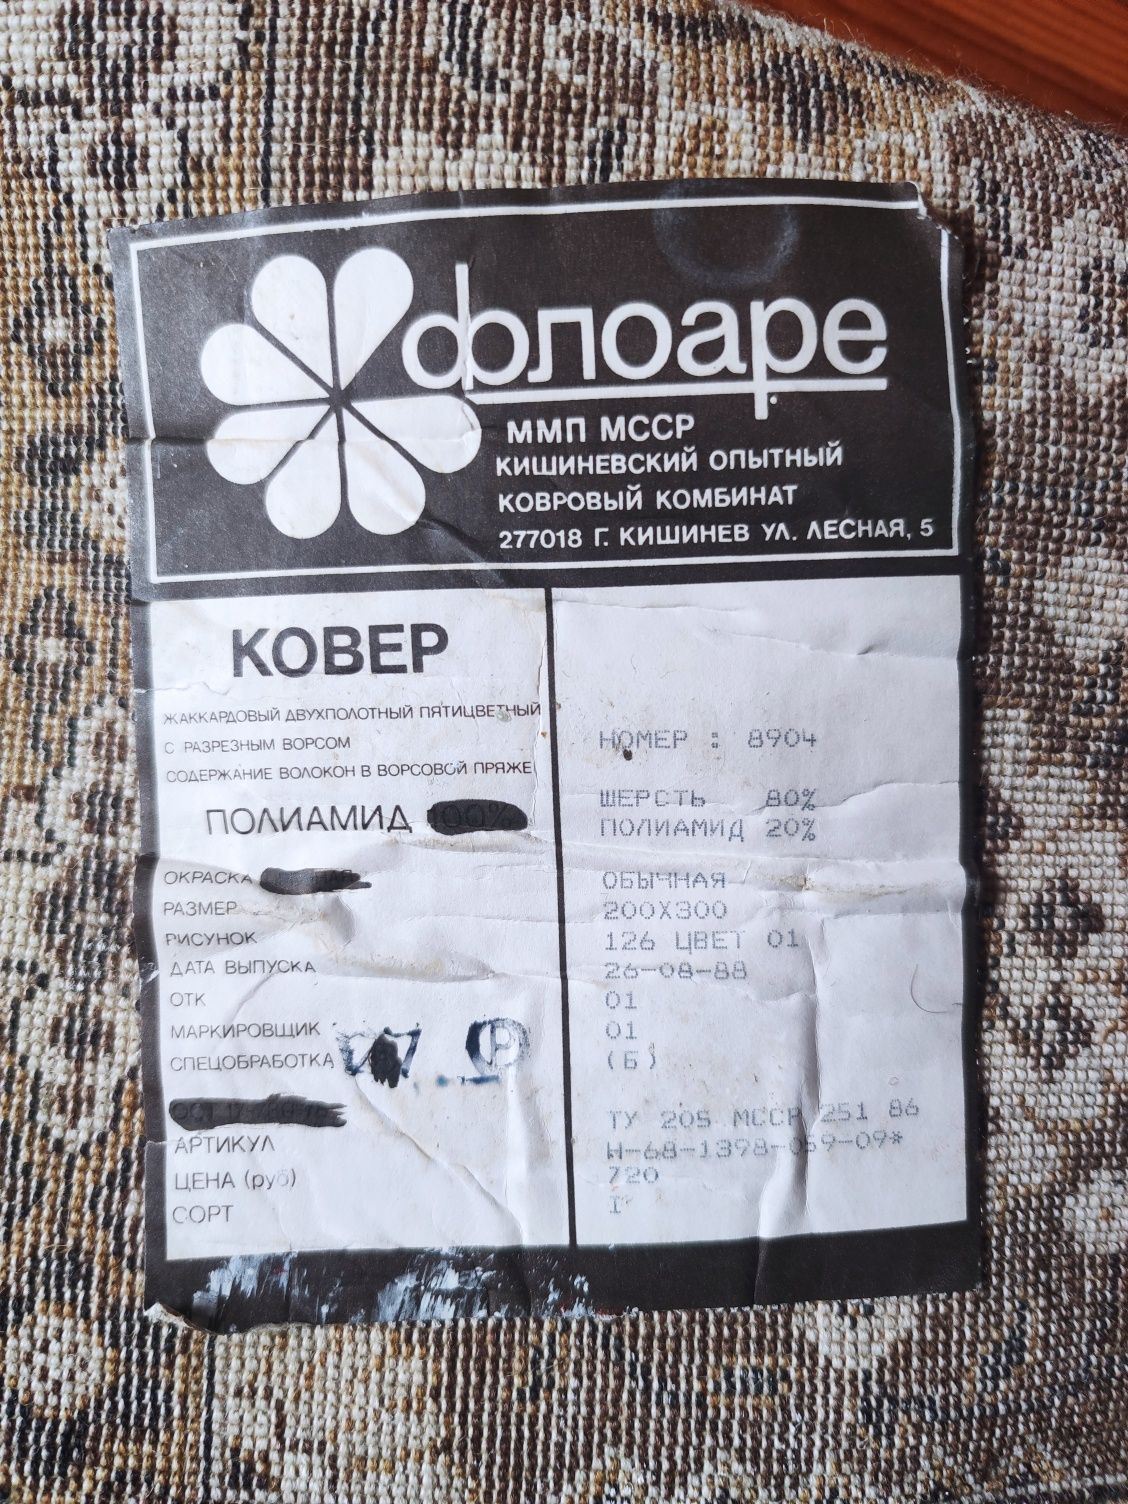 флоаре
ММП МССР
КИШИНЕВСКИЙ ОПЫТНЫЙ
КОВРОВЫЙ КОМБИНАТ
277018 Г. КИШИНЕВ УЛ. ЛЕСНАЯ, 5
КОВЕР
ЖАККАРДОВЫЙ ДВУХПОЛОТНЫЙ ПЯТИЦВЕТНЫЙ
С РАЗРЕЗНЫМ ВОРСОМ
НОМЕР : 8904
СОДЕРЖАНИЕ ВОЛОКОН В ВОРСОВОЙ ПРЯЖЕ
ШЕРСТЬ 80%
ПОЛИАМИД 100% ПОЛИАМИД 20%
ОКРАСКА ОБЫЧНАЯ
РАЗМЕР 200Х300
РИСУНОК 126 ЦВЕТ 01
ДАТА ВЫПУСКА 26-08-88
ОТК 01
МАРКИРОВЩИК 01
СПЕЦОБРАБОТКА (Б)
ТУ 205 МССР 251 86
АРТИКУЛ Н-68-1398-059-09*
ЦЕНА (руб) 720
СОРТ I